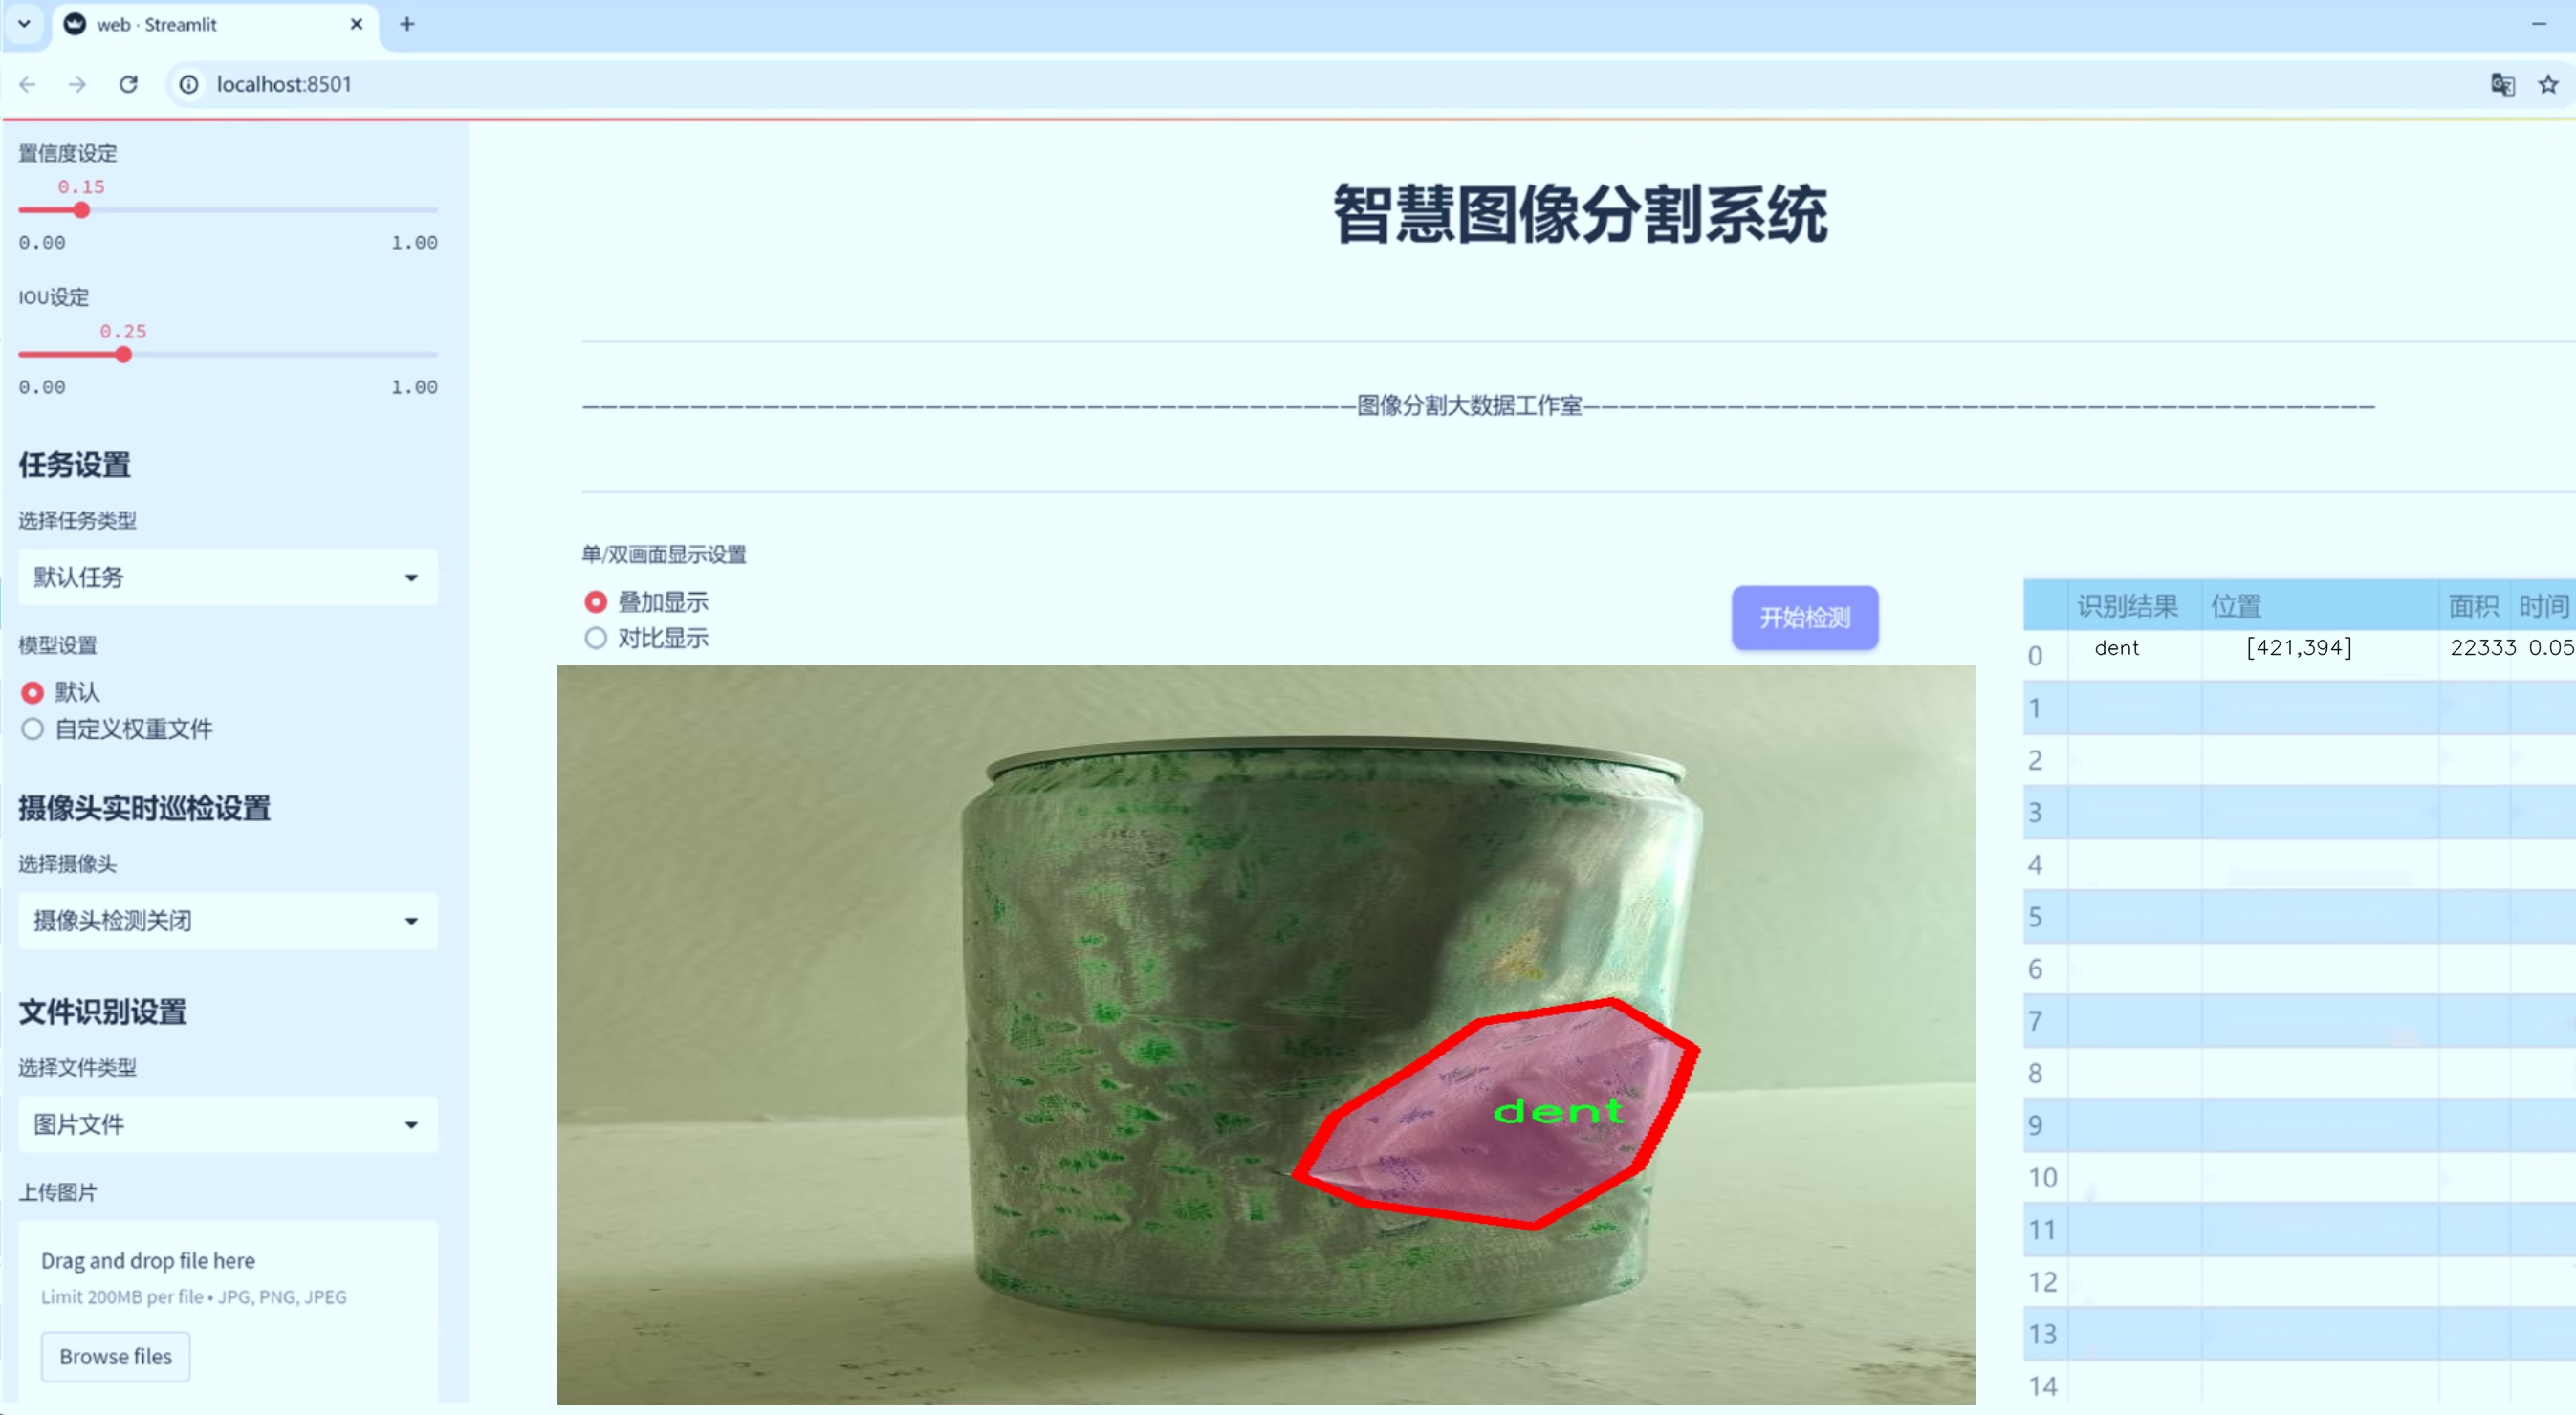 web · Streamlit
localhost:8501
置信度设定
0.15
0.00 1.00
IOU设定
0.25
0.00 1.00
任务设置
选择任务类型
默认任务
模型设置
默认
自定义权重文件
摄像头实时巡检设置
选择摄像头
摄像头检测关闭
文件识别设置
选择文件类型
图片文件
上传图片
Drag and drop file here
Limit 200MB per file • JPG, PNG, JPEG
Browse files
智慧图像分割系统
———————————————————————————————————————————图像分割大数据工作室————————————————————————————————————————————
单/双画面显示设置
叠加显示
对比显示
开始检测
dent
识别结果 位置 面积 时间
0 dent [421,394] 22333 0.05
1
2
3
4
5
6
7
8
9
10
11
12
13
14